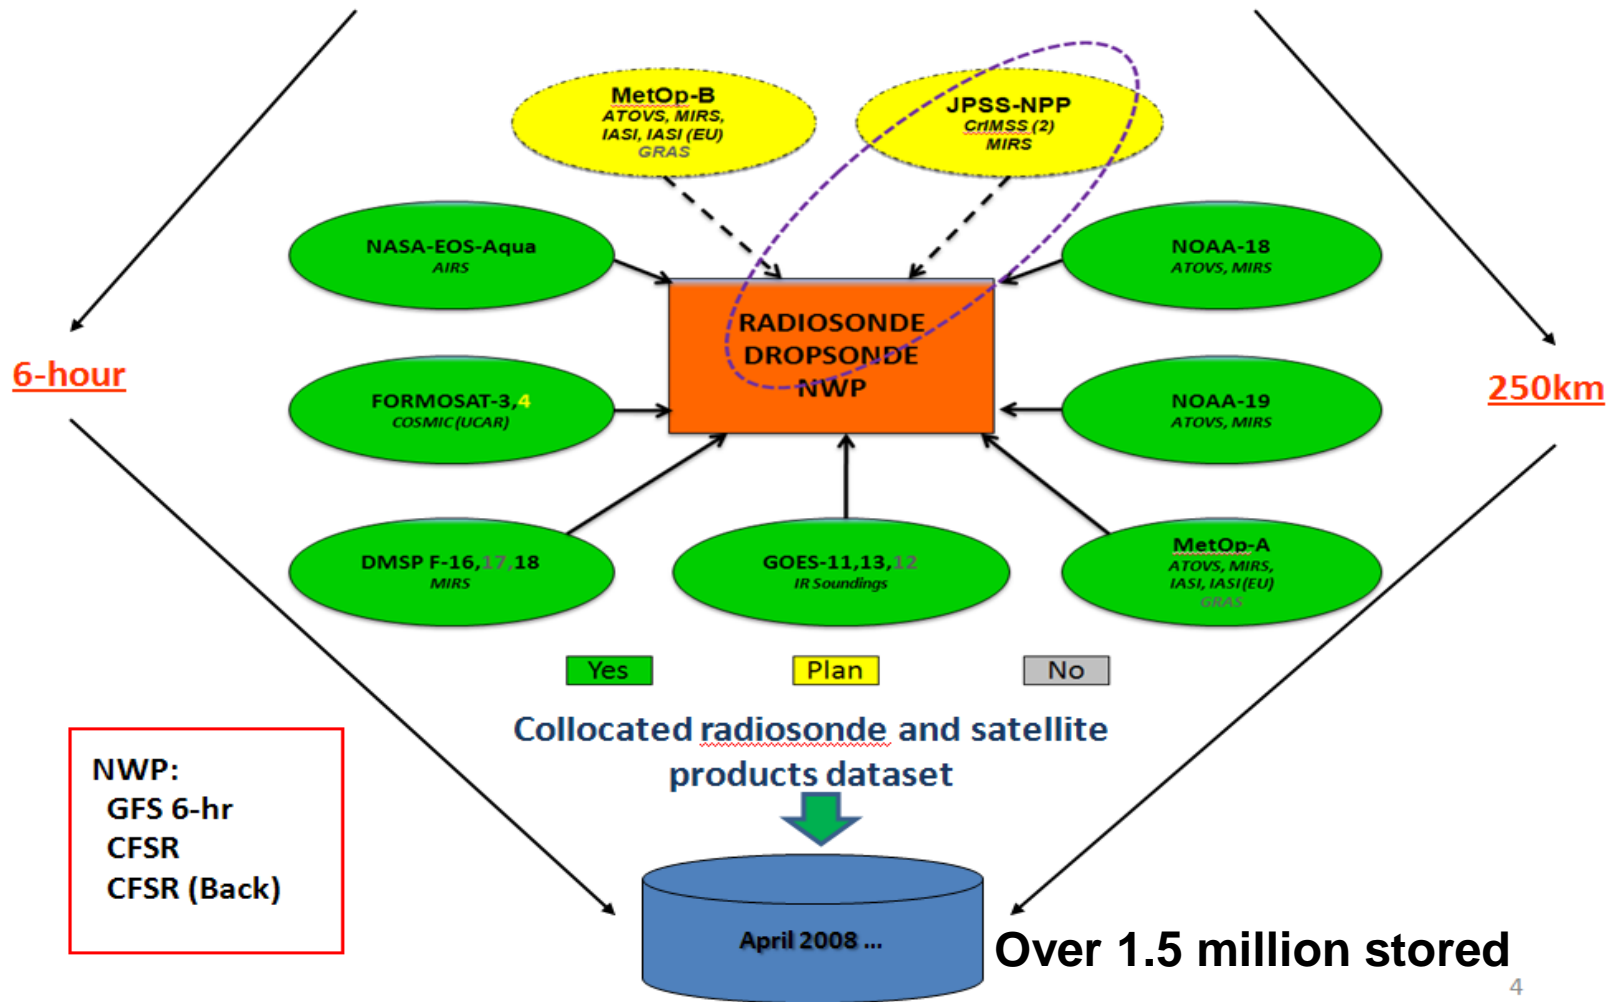 MetOp-B
ATOVS, MIRS,
IASI, IASI (EU)
GRAS
JPSS-NPP
CrIMSS (2)
MIRS
NASA-EOS-Aqua
AIRS
NOAA-18
ATOVS, MIRS
RADIOSONDE
DROPSONDE
NWP
6-hour
250km
FORMOSAT-3,4
COSMIC (UCAR)
NOAA-19
ATOVS, MIRS
DMSP F-16,17,18
MIRS
GOES-11,13,12
IR Soundings
MetOp-A
ATOVS, MIRS,
IASI, IASI (EU)
GRAS
Yes
Plan
No
Collocated radiosonde and satellite
products dataset
NWP:
GFS 6-hr
CFSR
CFSR (Back)
April 2008 ...
Over 1.5 million stored
4